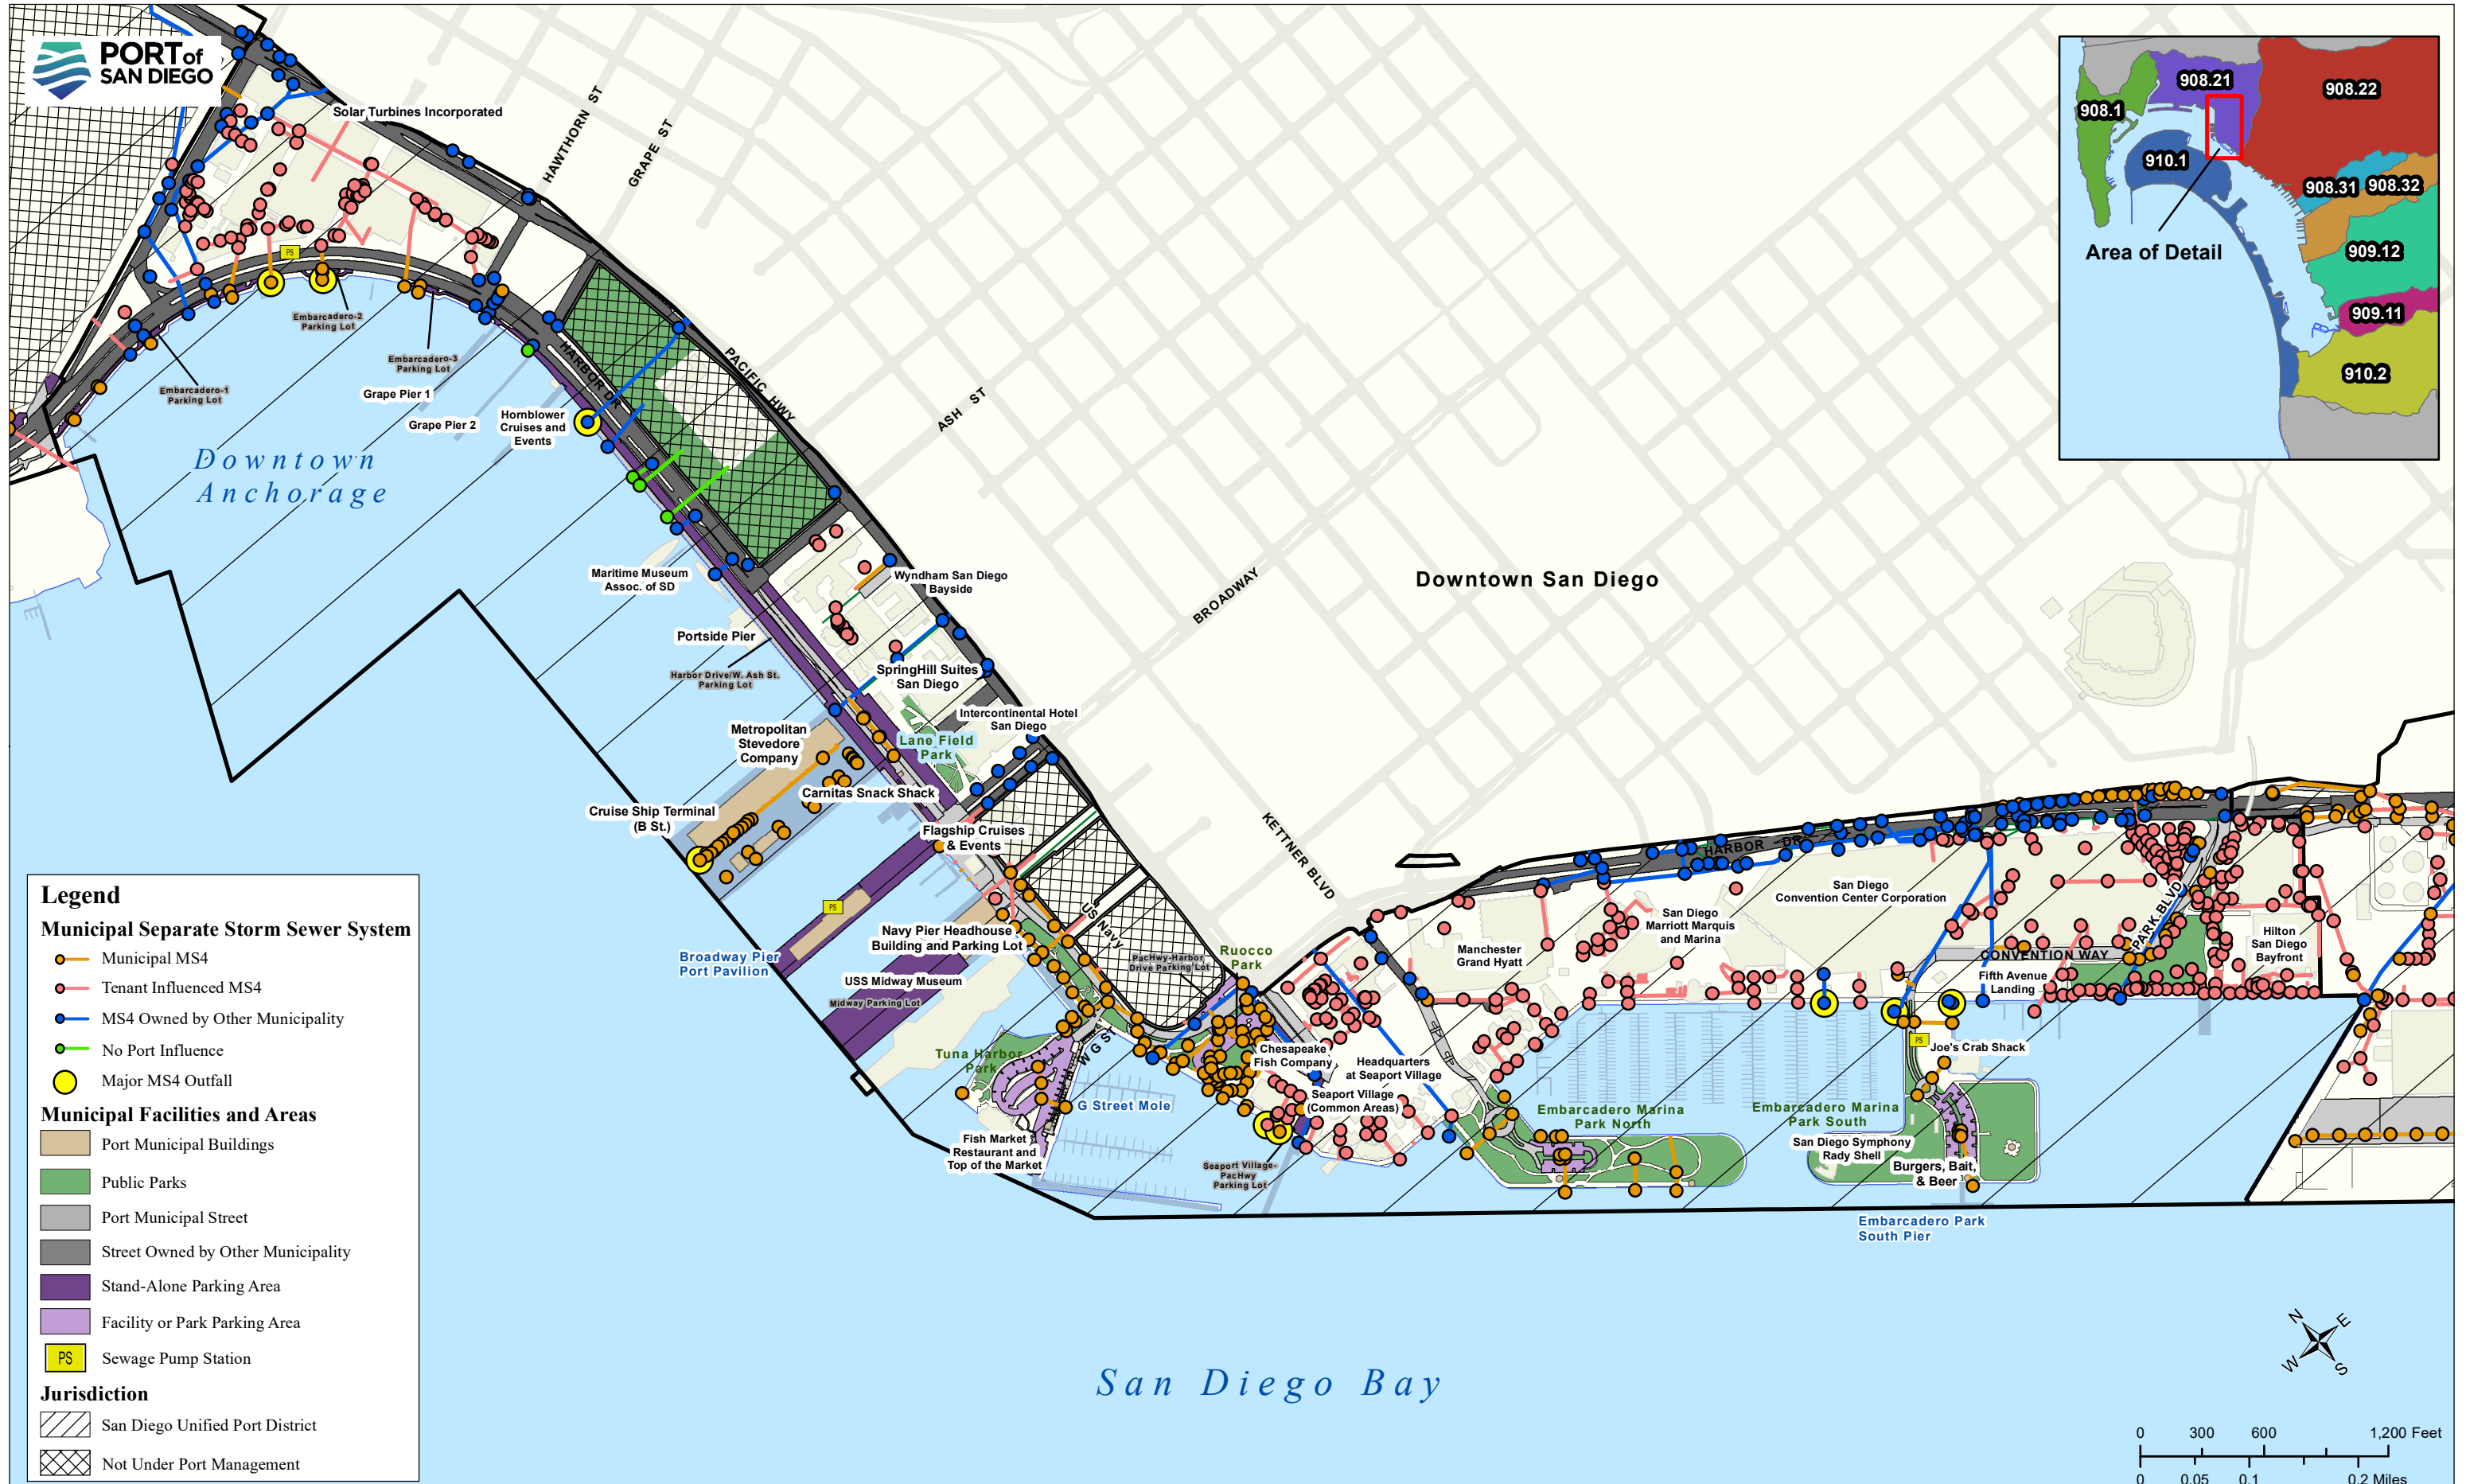 PORT of
SAN DIEGO
Solar Turbines Incorporated
HAWTHORN ST
GRAPE ST
PS
Embarcadero-2
Parking Lot
Embarcadero-3
Parking Lot
Embarcadero-1
Parking Lot
Grape Pier 1
Grape Pier 2
Hornblower
Cruises and
Events
HARBOR DR
PACIFIC HWY
ASH ST
Downtown
Anchorage
Maritime Museum
Assoc. of SD
Wyndham San Diego
Bayside
BROADWAY
Downtown San Diego
Portside Pier
Harbor Drive/W. Ash St.
Parking Lot
SpringHill Suites
San Diego
Intercontinental Hotel
San Diego
Metropolitan
Stevedore
Company
Lane Field
Park
Carnitas Snack Shack
Cruise Ship Terminal
(B St.)
Flagship Cruises
& Events
KETTNER BLVD
PS
US Navy
Navy Pier Headhouse
Building and Parking Lot
Broadway Pier
Port Pavilion
USS Midway Museum
Midway Parking Lot
PacHwy-Harbor
Drive Parking Lot
Ruocco
Park
Tuna Harbor
Park
W G ST
G Street Mole
Fish Market
Restaurant and
Top of the Market
Chesapeake
Fish Company
Headquarters
at Seaport Village
Seaport Village
(Common Areas)
Seaport Village-
PacHwy
Parking Lot
HARBOR DR
Manchester
Grand Hyatt
San Diego
Marriott Marquis
and Marina
San Diego
Convention Center Corporation
PARK BLVD
CONVENTION WAY
Hilton
San Diego
Bayfront
Fifth Avenue
Landing
PS
Joe's Crab Shack
Embarcadero Marina
Park North
Embarcadero Marina
Park South
San Diego Symphony
Rady Shell
Burgers, Bait,
& Beer
Embarcadero Park
South Pier
San Diego Bay
908.21
908.22
908.1
910.1
908.31
908.32
909.12
909.11
910.2
Area of Detail
Legend
Municipal Separate Storm Sewer System
Municipal MS4
Tenant Influenced MS4
MS4 Owned by Other Municipality
No Port Influence
Major MS4 Outfall
Municipal Facilities and Areas
Port Municipal Buildings
Public Parks
Port Municipal Street
Street Owned by Other Municipality
Stand-Alone Parking Area
Facility or Park Parking Area
PS Sewage Pump Station
Jurisdiction
San Diego Unified Port District
Not Under Port Management
N
E
W
S
0 300 600 1,200 Feet
0 0.05 0.1 0.2 Miles